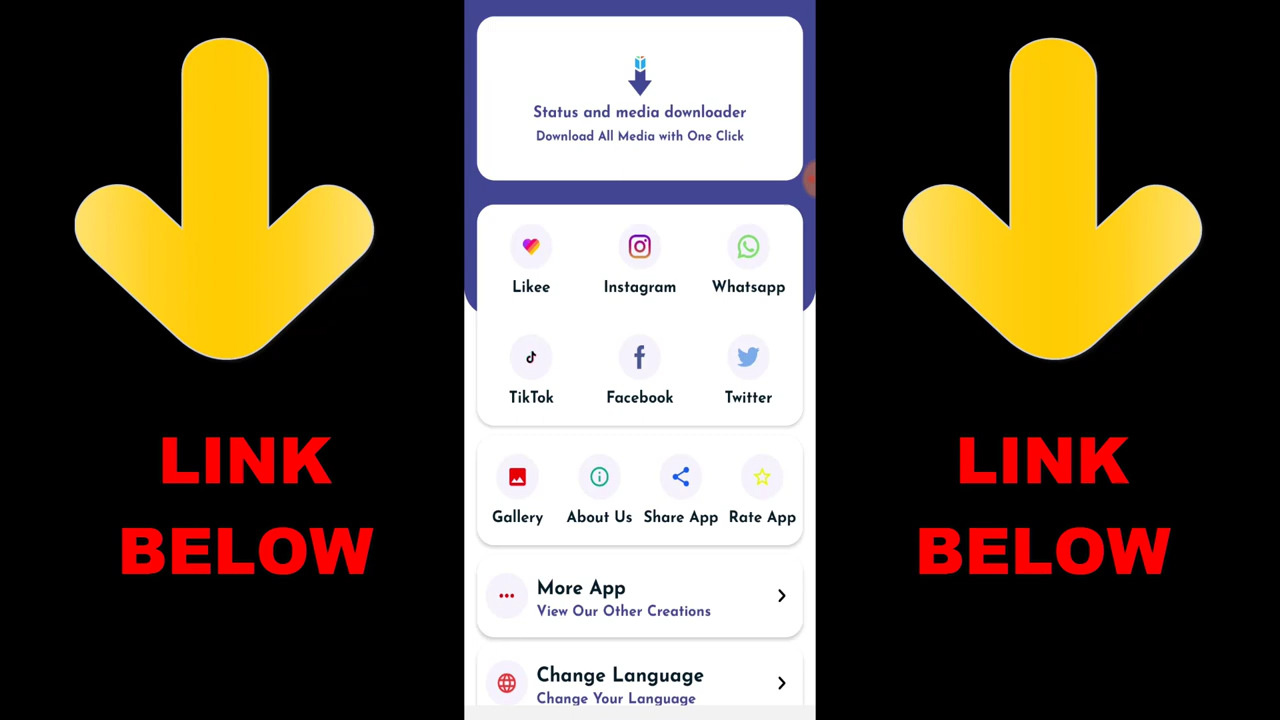 Status and media downloader
Download All Media with One Click
Likee Instagram Whatsapp
TikTok Facebook Twitter
LINK
BELOW
LINK
BELOW
Gallery About Us Share App Rate App
More App
View Our Other Creations
Change Language
Change Your Language